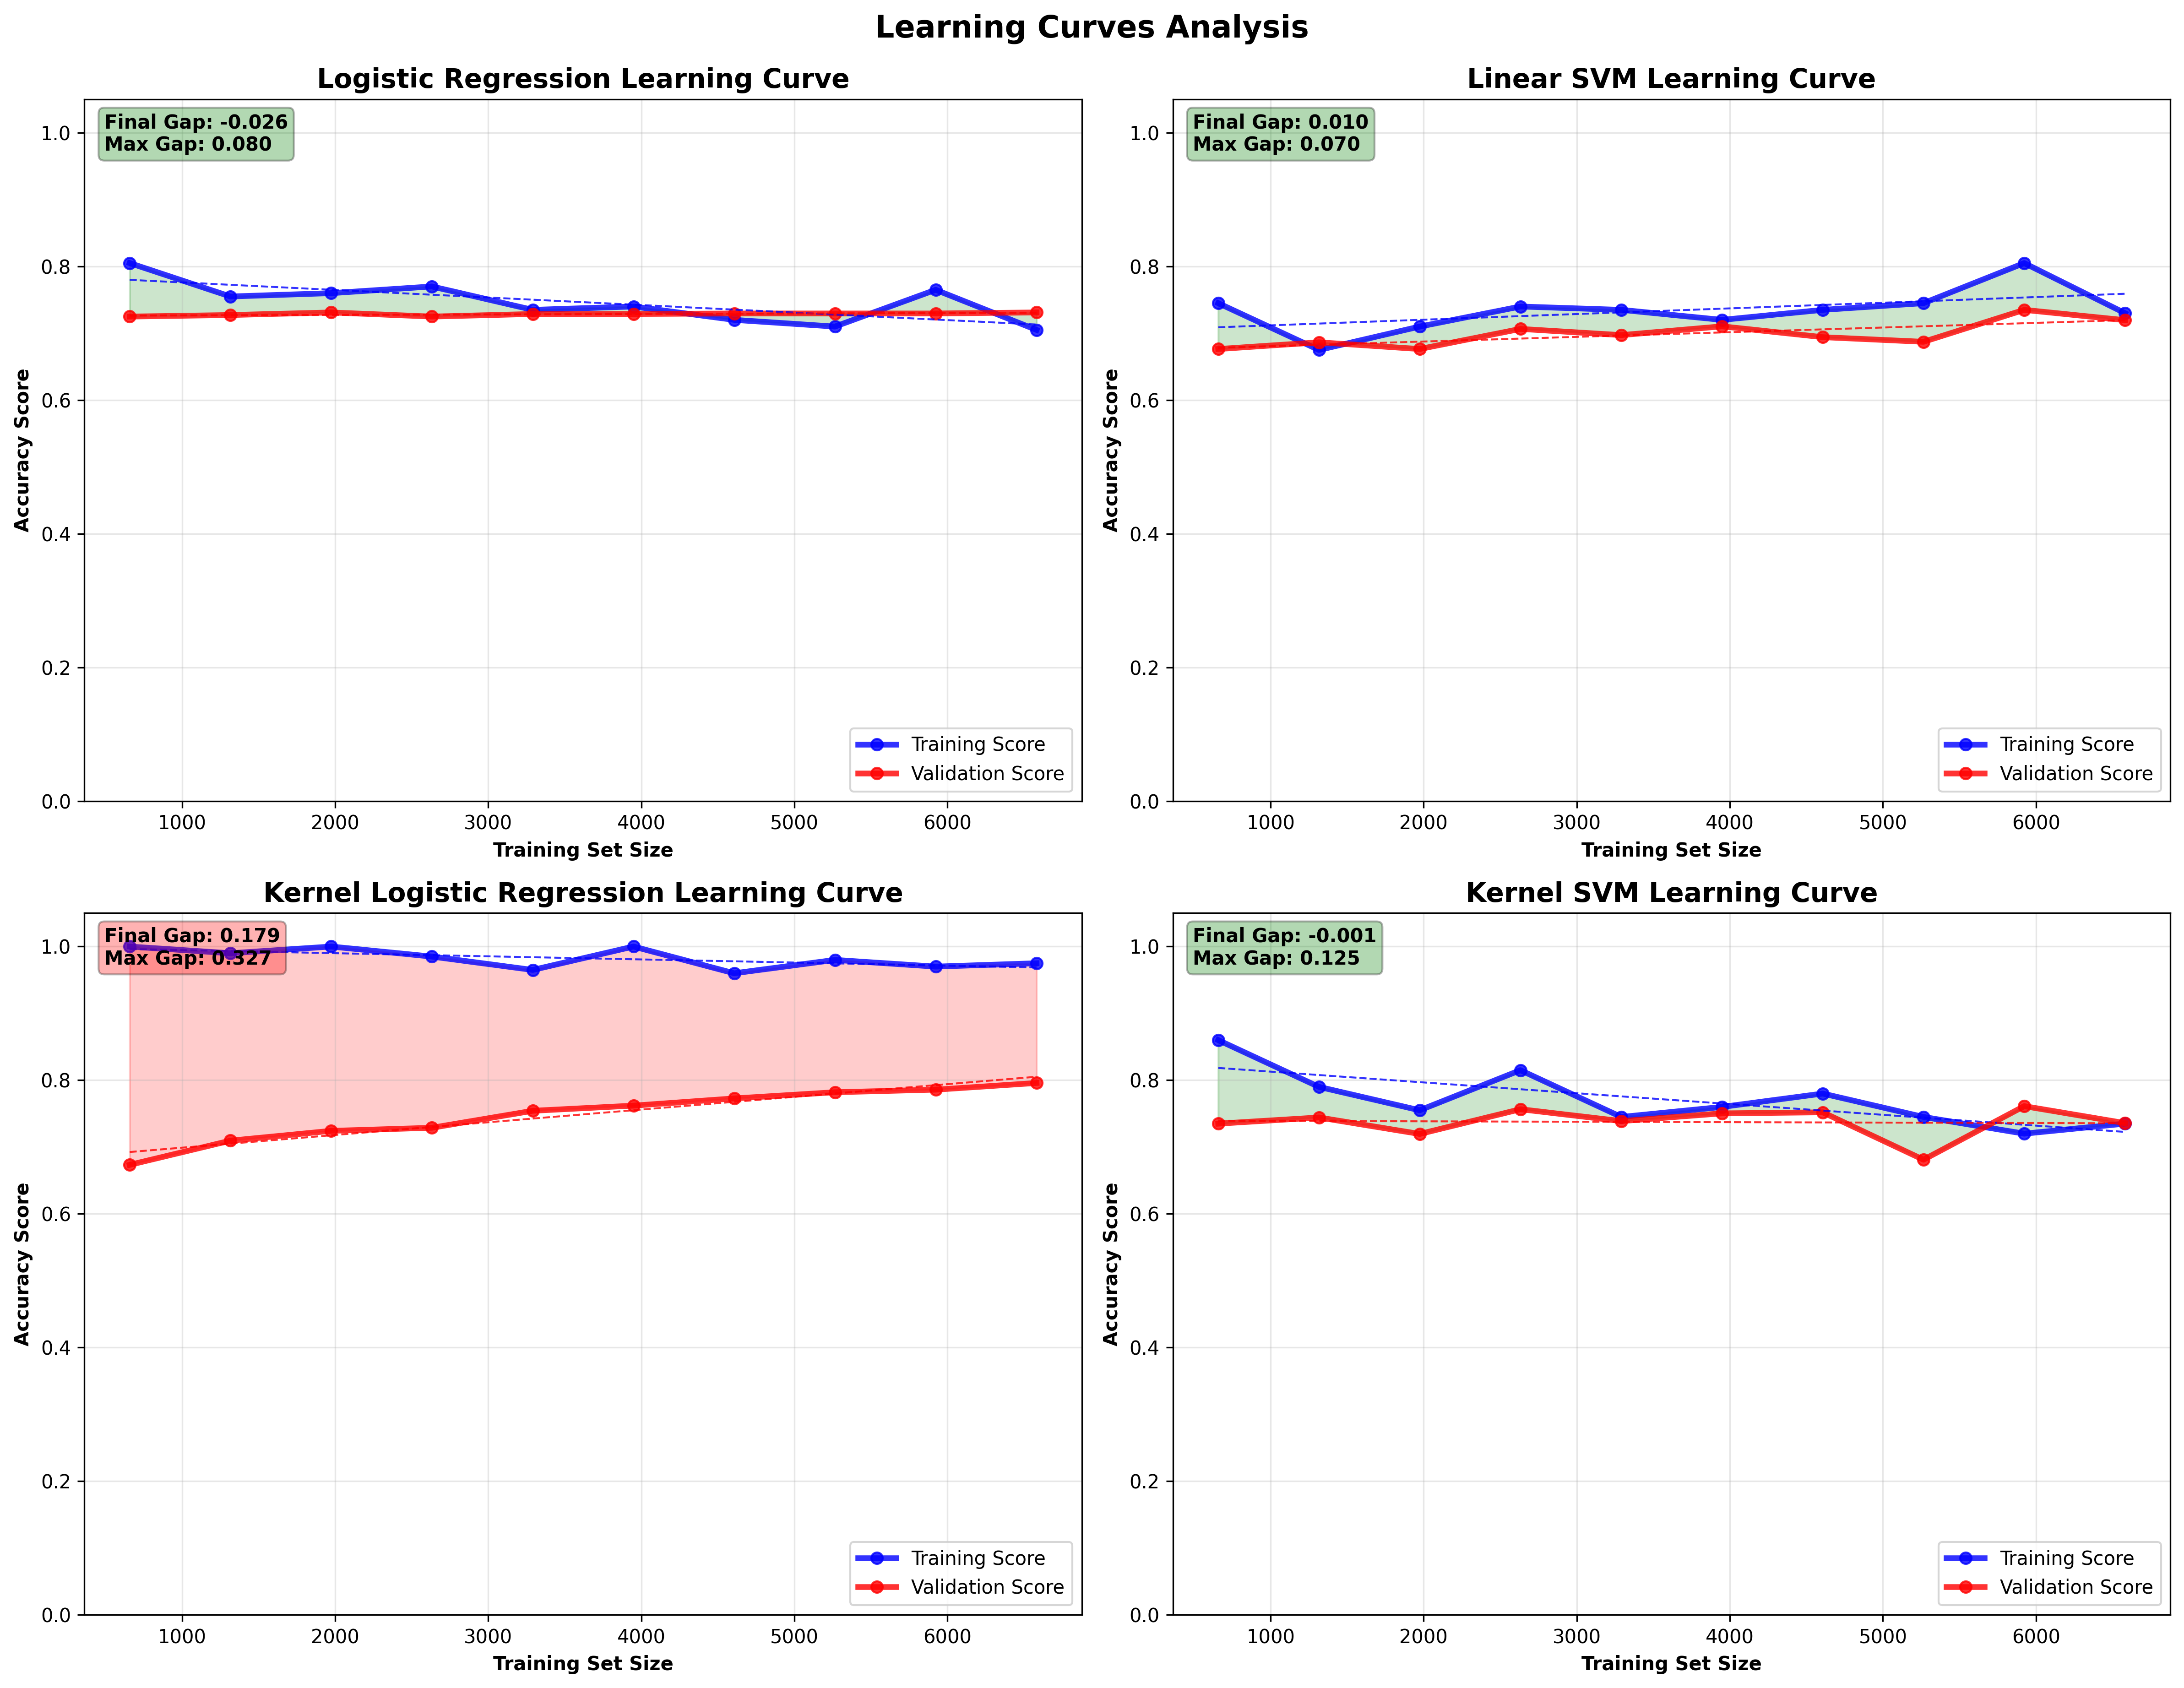 Learning Curves Analysis
Logistic Regression Learning Curve
Final Gap: -0.026
Max Gap: 0.080
1.0
0.8
0.6
0.4
0.2
0.0
Accuracy Score
Training Score
Validation Score
1000 2000 3000 4000 5000 6000
Training Set Size
Linear SVM Learning Curve
Final Gap: 0.010
Max Gap: 0.070
1.0
0.8
0.6
0.4
0.2
0.0
Accuracy Score
Training Score
Validation Score
1000 2000 3000 4000 5000 6000
Training Set Size
Kernel Logistic Regression Learning Curve
Final Gap: 0.179
Max Gap: 0.327
1.0
0.8
0.6
0.4
0.2
0.0
Accuracy Score
Training Score
Validation Score
1000 2000 3000 4000 5000 6000
Training Set Size
Kernel SVM Learning Curve
Final Gap: -0.001
Max Gap: 0.125
1.0
0.8
0.6
0.4
0.2
0.0
Accuracy Score
Training Score
Validation Score
1000 2000 3000 4000 5000 6000
Training Set Size